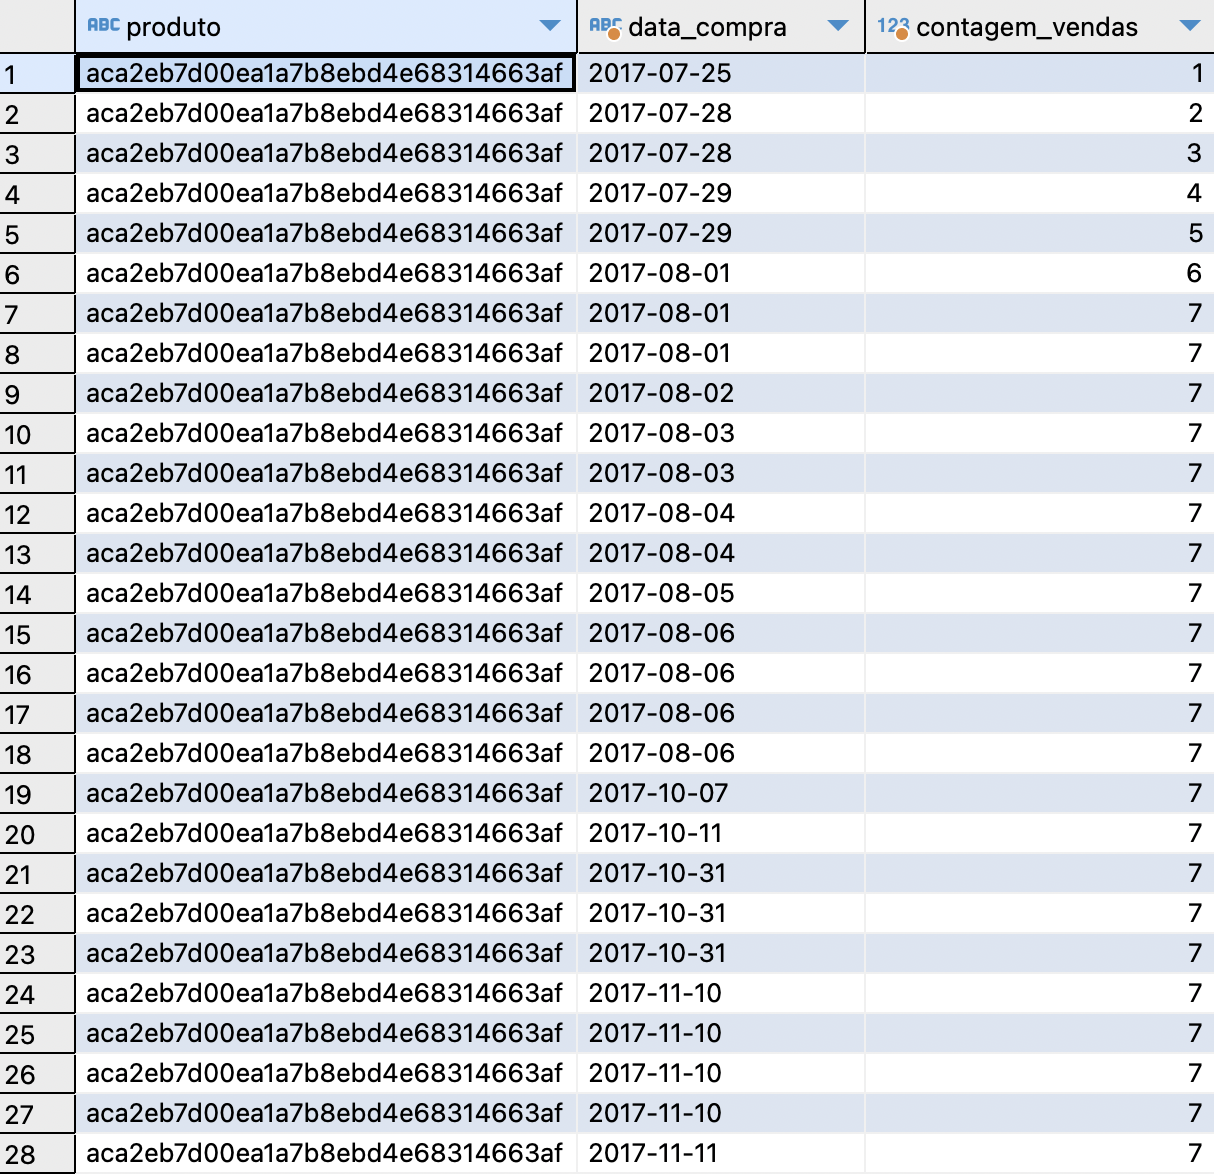 ABC produto ABC data_compra 123 contagem_vendas
1 aca2eb7d00ea1a7b8ebd4e68314663af 2017-07-25 1
2 aca2eb7d00ea1a7b8ebd4e68314663af 2017-07-28 2
3 aca2eb7d00ea1a7b8ebd4e68314663af 2017-07-28 3
4 aca2eb7d00ea1a7b8ebd4e68314663af 2017-07-29 4
5 aca2eb7d00ea1a7b8ebd4e68314663af 2017-07-29 5
6 aca2eb7d00ea1a7b8ebd4e68314663af 2017-08-01 6
7 aca2eb7d00ea1a7b8ebd4e68314663af 2017-08-01 7
8 aca2eb7d00ea1a7b8ebd4e68314663af 2017-08-01 7
9 aca2eb7d00ea1a7b8ebd4e68314663af 2017-08-02 7
10 aca2eb7d00ea1a7b8ebd4e68314663af 2017-08-03 7
11 aca2eb7d00ea1a7b8ebd4e68314663af 2017-08-03 7
12 aca2eb7d00ea1a7b8ebd4e68314663af 2017-08-04 7
13 aca2eb7d00ea1a7b8ebd4e68314663af 2017-08-04 7
14 aca2eb7d00ea1a7b8ebd4e68314663af 2017-08-05 7
15 aca2eb7d00ea1a7b8ebd4e68314663af 2017-08-06 7
16 aca2eb7d00ea1a7b8ebd4e68314663af 2017-08-06 7
17 aca2eb7d00ea1a7b8ebd4e68314663af 2017-08-06 7
18 aca2eb7d00ea1a7b8ebd4e68314663af 2017-08-06 7
19 aca2eb7d00ea1a7b8ebd4e68314663af 2017-10-07 7
20 aca2eb7d00ea1a7b8ebd4e68314663af 2017-10-11 7
21 aca2eb7d00ea1a7b8ebd4e68314663af 2017-10-31 7
22 aca2eb7d00ea1a7b8ebd4e68314663af 2017-10-31 7
23 aca2eb7d00ea1a7b8ebd4e68314663af 2017-10-31 7
24 aca2eb7d00ea1a7b8ebd4e68314663af 2017-11-10 7
25 aca2eb7d00ea1a7b8ebd4e68314663af 2017-11-10 7
26 aca2eb7d00ea1a7b8ebd4e68314663af 2017-11-10 7
27 aca2eb7d00ea1a7b8ebd4e68314663af 2017-11-10 7
28 aca2eb7d00ea1a7b8ebd4e68314663af 2017-11-11 7